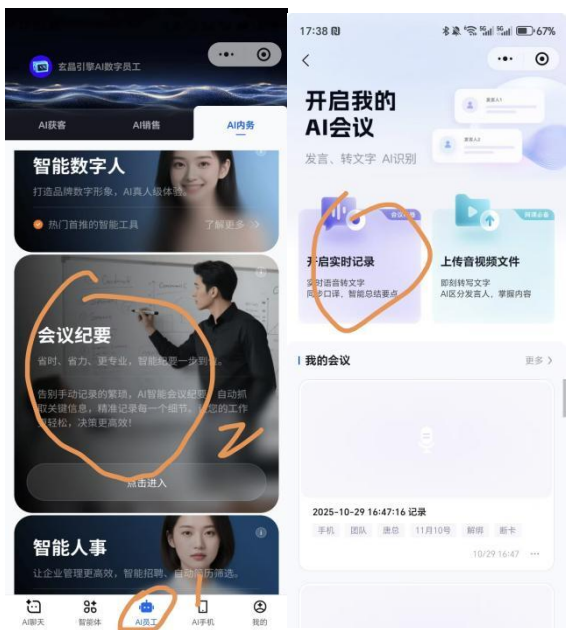 玄昌引擎AI数字员工
AI获客
AI销售
AI内务
智能数字人
打造品牌数字形象，AI真人级体验。
热门首推的智能工具
了解更多 >>
会议纪要
省时、省力、更专业，智能纪要一步到位。
告别手动记录的繁琐，AI智能会议纪要，自动抓
取关键信息，精准记录每一个细节，让您的工作
更轻松，决策更高效！
2
点击进入
智能人事
让企业管理更高效，智能招聘、自动简历筛选。
1
AI聊天
智能体
AI员工
AI手机
我的
17:38
5G
5G
67%
开启我的
AI会议
发言、转文字 AI识别
发言人1
发言人2
开启实时记录
实时语音转文字
同步口译，智能总结要点
上传音视频文件
即刻转写文字
AI区分发言人，掌握内容
我的会议
更多 >
2025-10-29 16:47:16 记录
手机
团队
唐总
11月10号
解绑
断卡
10/29 16:47